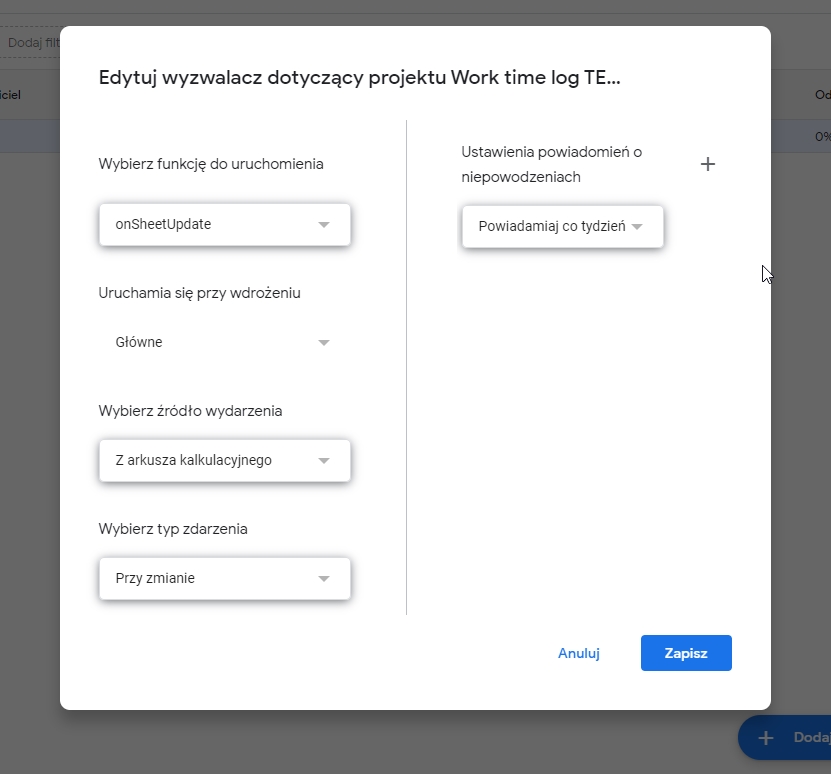 Dodaj filt
Edytuj wyzwalacz dotyczący projektu Work time log TE...
ciel
Od
0%
Wybierz funkcję do uruchomienia
onSheetUpdate
Uruchamia się przy wdrożeniu
Główne
Wybierz źródło wydarzenia
Z arkusza kalkulacyjnego
Wybierz typ zdarzenia
Przy zmianie
Ustawienia powiadomień o
niepowodzeniach
Powiadamiaj co tydzień
Anuluj
Zapisz
Dodaj